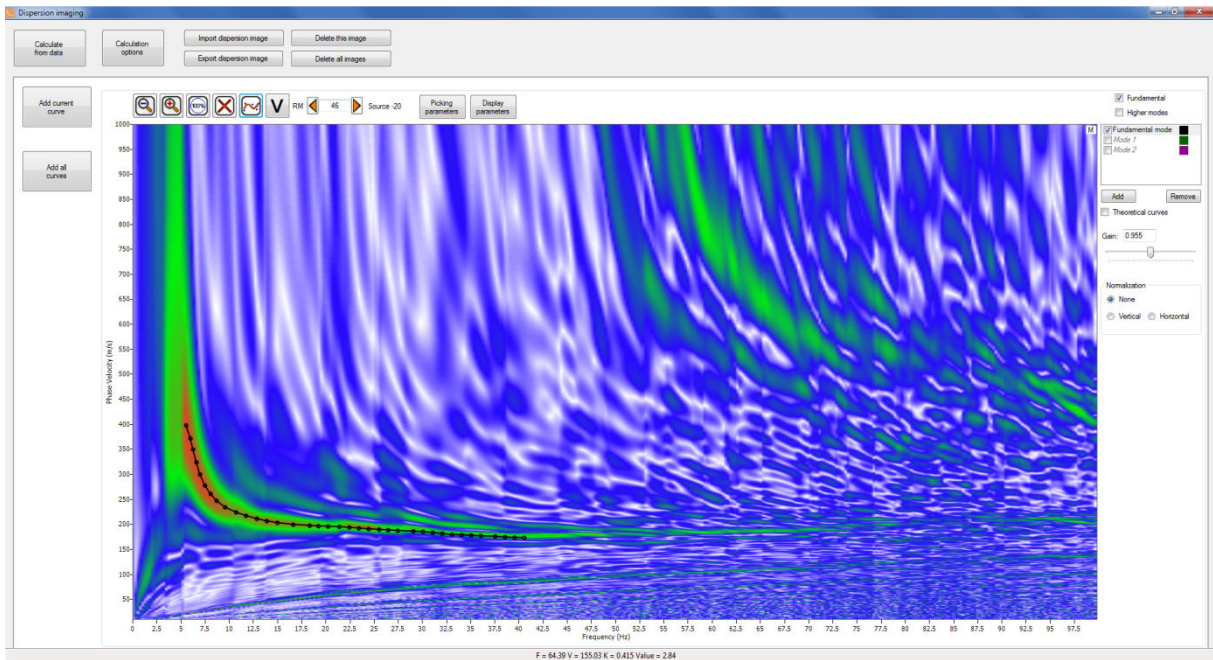 Dispersion imaging
Calculate from data
Calculation options
Import dispersion image
Delete this image
Export dispersion image
Delete all images
Add current curve
Add all curves
100%
V
RM
46
Source -20
Picking parameters
Display parameters
Fundamental
Higher modes
M
Fundamental mode
Mode 1
Mode 2
Add
Remove
Theoretical curves
Gain: 0.955
Normalization
None
Vertical
Horizontal
Phase Velocity (m/s)
1000
950
900
850
800
750
700
650
600
550
500
450
400
350
300
250
200
150
100
50
0 2.5 5 7.5 10 12.5 15 17.5 20 22.5 25 27.5 30 32.5 35 37.5 40 42.5 45 47.5 50 52.5 55 57.5 60 62.5 65 67.5 70 72.5 75 77.5 80 82.5 85 87.5 90 92.5 95 97.5
Frequency (Hz)
F = 64.39 V = 155.03 K = 0.415 Value = 2.84